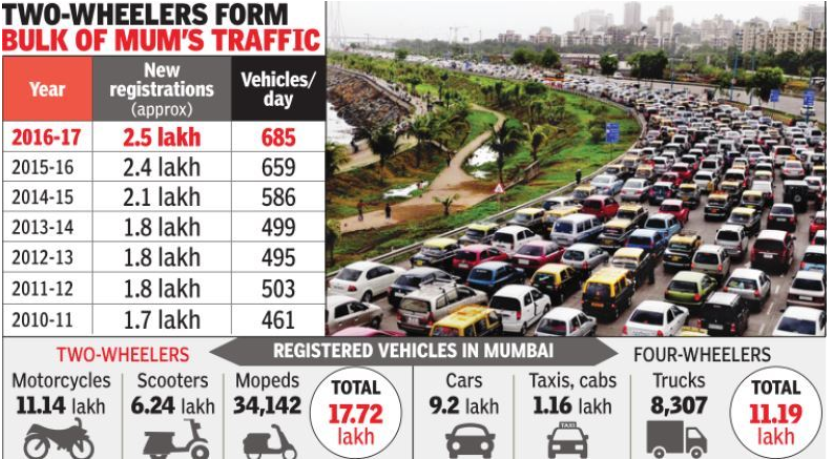 TWO-WHEELERS FORM
BULK OF MUM'S TRAFFIC
Year
New registrations (approx)
Vehicles/day
2016-17 2.5 lakh 685
2015-16 2.4 lakh 659
2014-15 2.1 lakh 586
2013-14 1.8 lakh 499
2012-13 1.8 lakh 495
2011-12 1.8 lakh 503
2010-11 1.7 lakh 461
REGISTERED VEHICLES IN MUMBAI
TWO-WHEELERS
Motorcycles
11.14 lakh
Scooters
6.24 lakh
Mopeds
34,142
TOTAL
17.72
lakh
FOUR-WHEELERS
Cars
9.2 lakh
Taxis, cabs
1.16 lakh
TAXI
Trucks
8,307
TOTAL
11.19
lakh